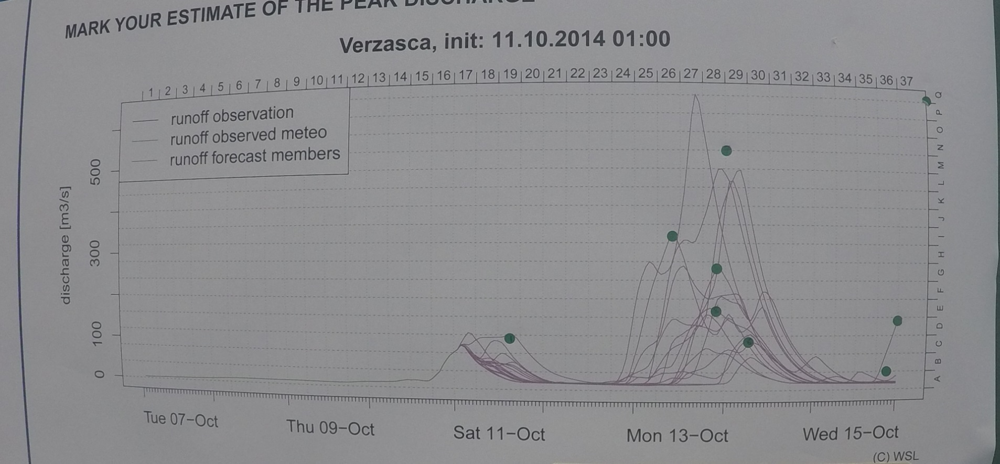 MARK YOUR ESTIMATE OF THE PEAK DISCHARGE
Verzasca, init: 11.10.2014 01:00
1 2 3 4 5 6 7 8 9 10 11 12 13 14 15 16 17 18 19 20 21 22 23 24 25 26 27 28 29 30 31 32 33 34 35 36 37
runoff observation
runoff observed meteo
runoff forecast members
discharge [m3/s]
500
300
100
0
Q
P
O
N
M
L
K
J
I
H
G
F
E
D
C
B
A
Tue 07-Oct Thu 09-Oct Sat 11-Oct Mon 13-Oct Wed 15-Oct
(C) WSL